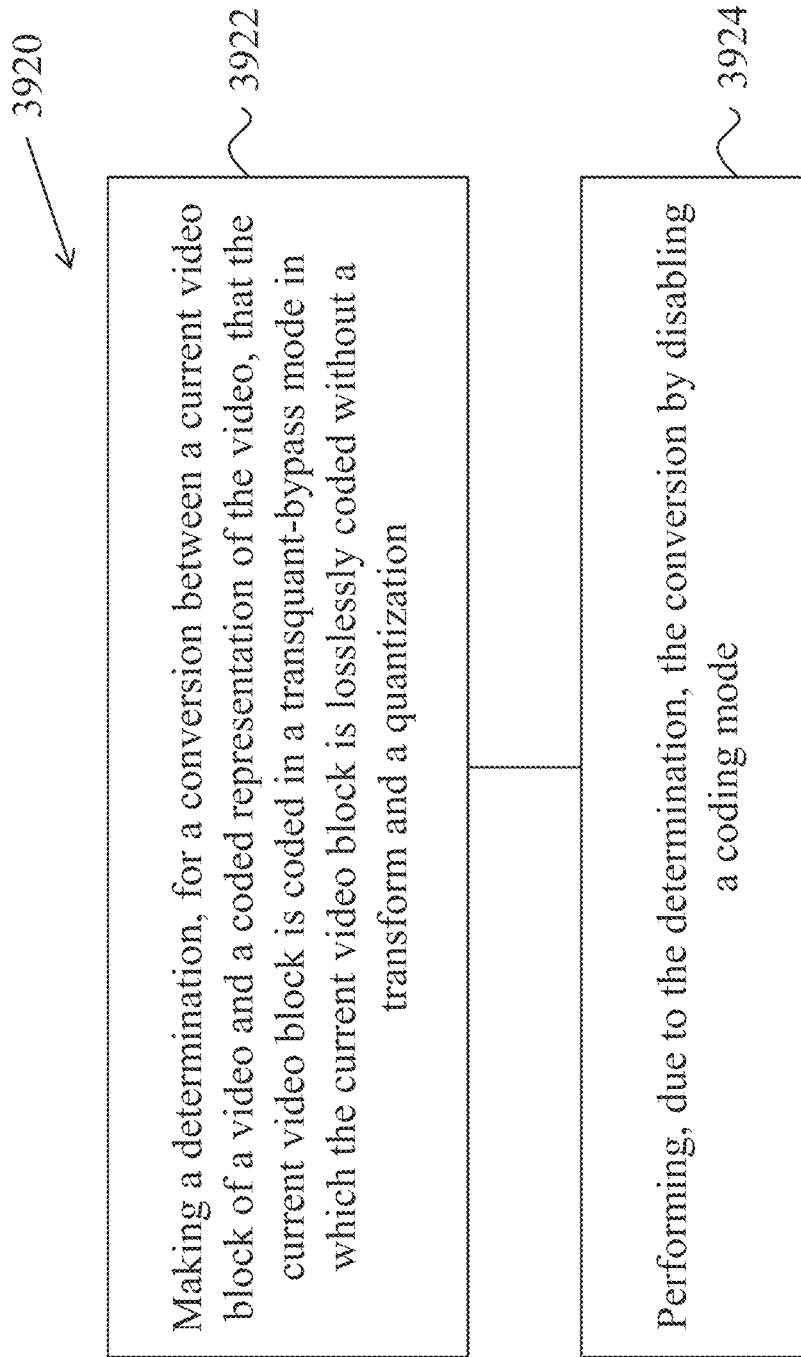 3920
Making a determination, for a conversion between a current video
block of a video and a coded representation of the video, that the
current video block is coded in a transquant-bypass mode in
which the current video block is losslessly coded without a
transform and a quantization
3922
Performing, due to the determination, the conversion by disabling
a coding mode
3924